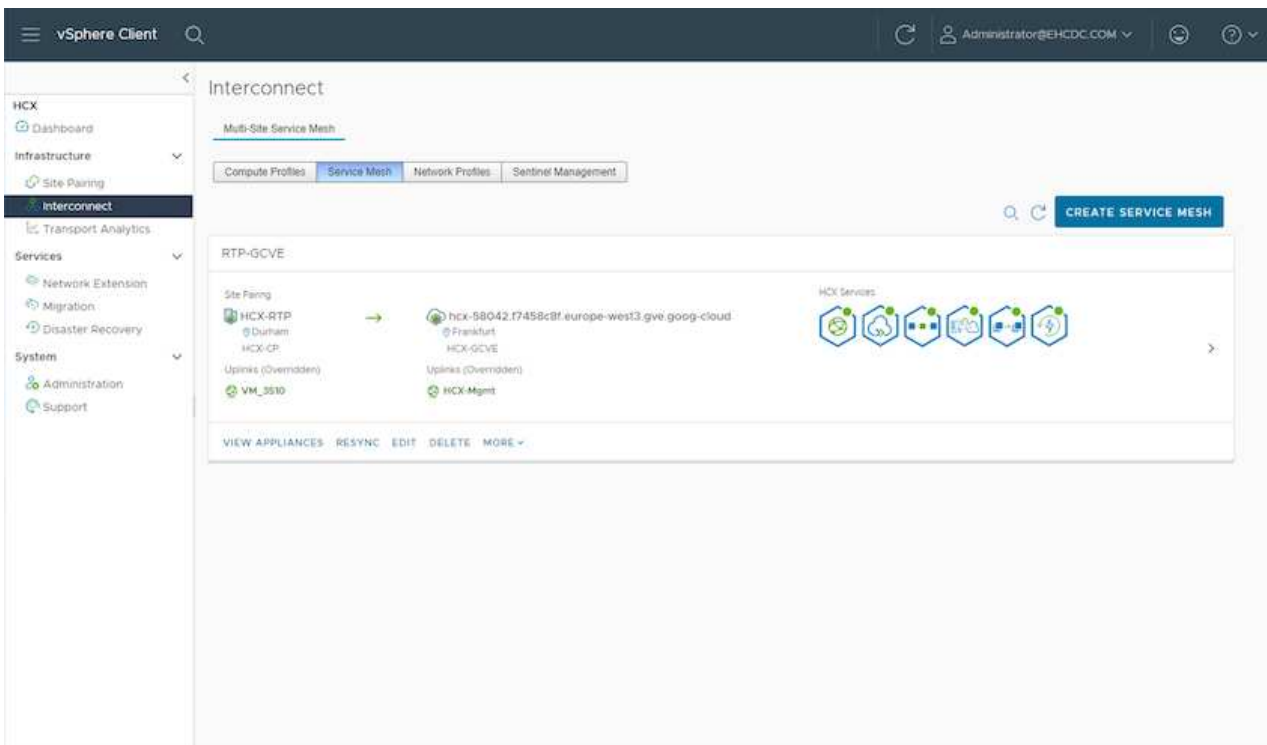 vSphere Client
Administrator@EHCDC.COM
Interconnect
HCX
Dashboard
Infrastructure
Site Pairing
Interconnect
Transport Analytics
Services
Network Extension
Migration
Disaster Recovery
System
Administration
Support
Multi-Site Service Mesh
Compute Profiles Service Mesh Network Profiles Sentinel Management
CREATE SERVICE MESH
RTP-GCVE
Site Pairing
HCX-RTP
Durham
HCX-CP
Uplinks (Overridden)
VM_3510
hcx-58042.f7458c8f.europe-west3.gve.goog-cloud
Frankfurt
HCX-GCVE
Uplinks (Overridden)
HCX-Mgmt
HCX Services
VIEW APPLIANCES RESYNC EDIT DELETE MORE